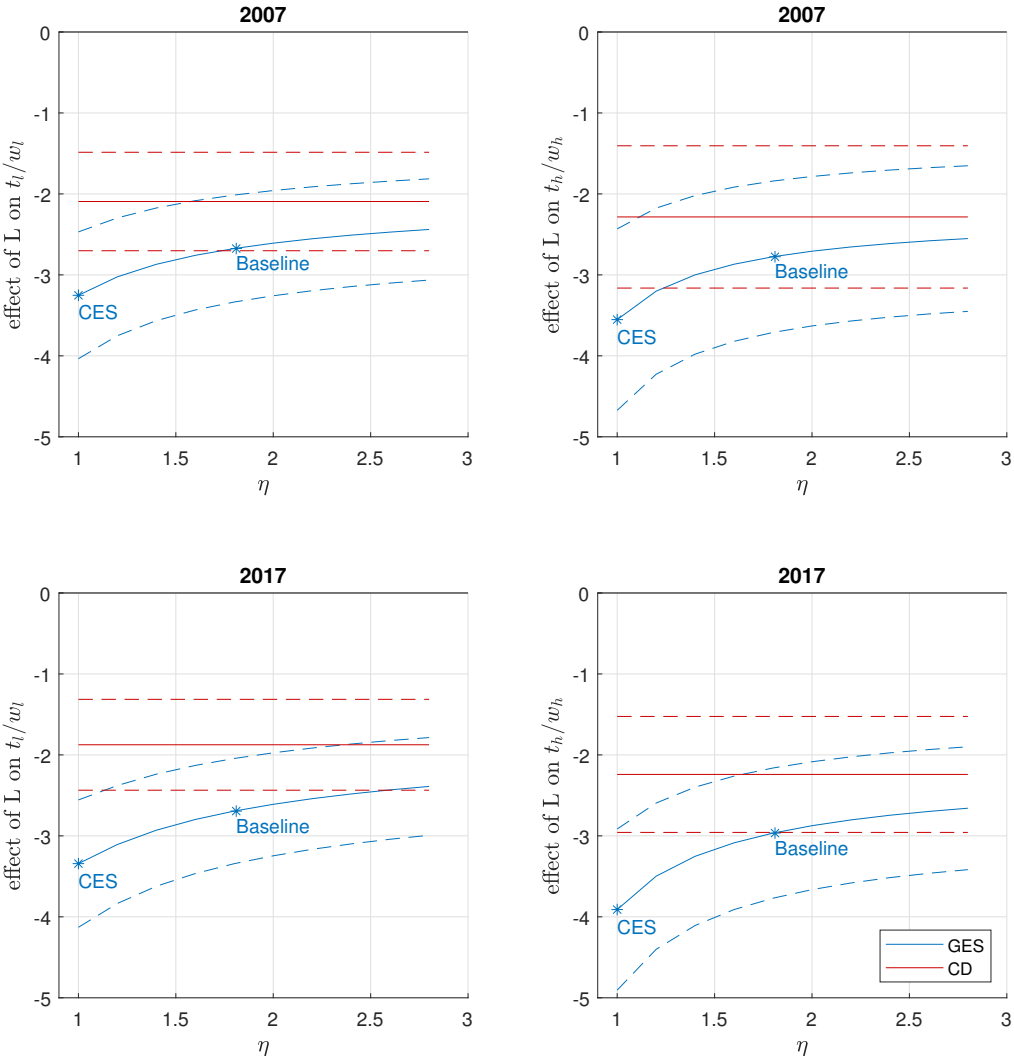 2007
0
-1
-2
-3
-4
-5
effect of L on t_l/w_l
CES
Baseline
1
1.5
2
2.5
3
η
2007
0
-1
-2
-3
-4
-5
effect of L on t_h/w_h
CES
Baseline
1
1.5
2
2.5
3
η
2017
0
-1
-2
-3
-4
-5
effect of L on t_l/w_l
CES
Baseline
1
1.5
2
2.5
3
η
2017
0
-1
-2
-3
-4
-5
effect of L on t_h/w_h
CES
Baseline
GES
CD
1
1.5
2
2.5
3
η